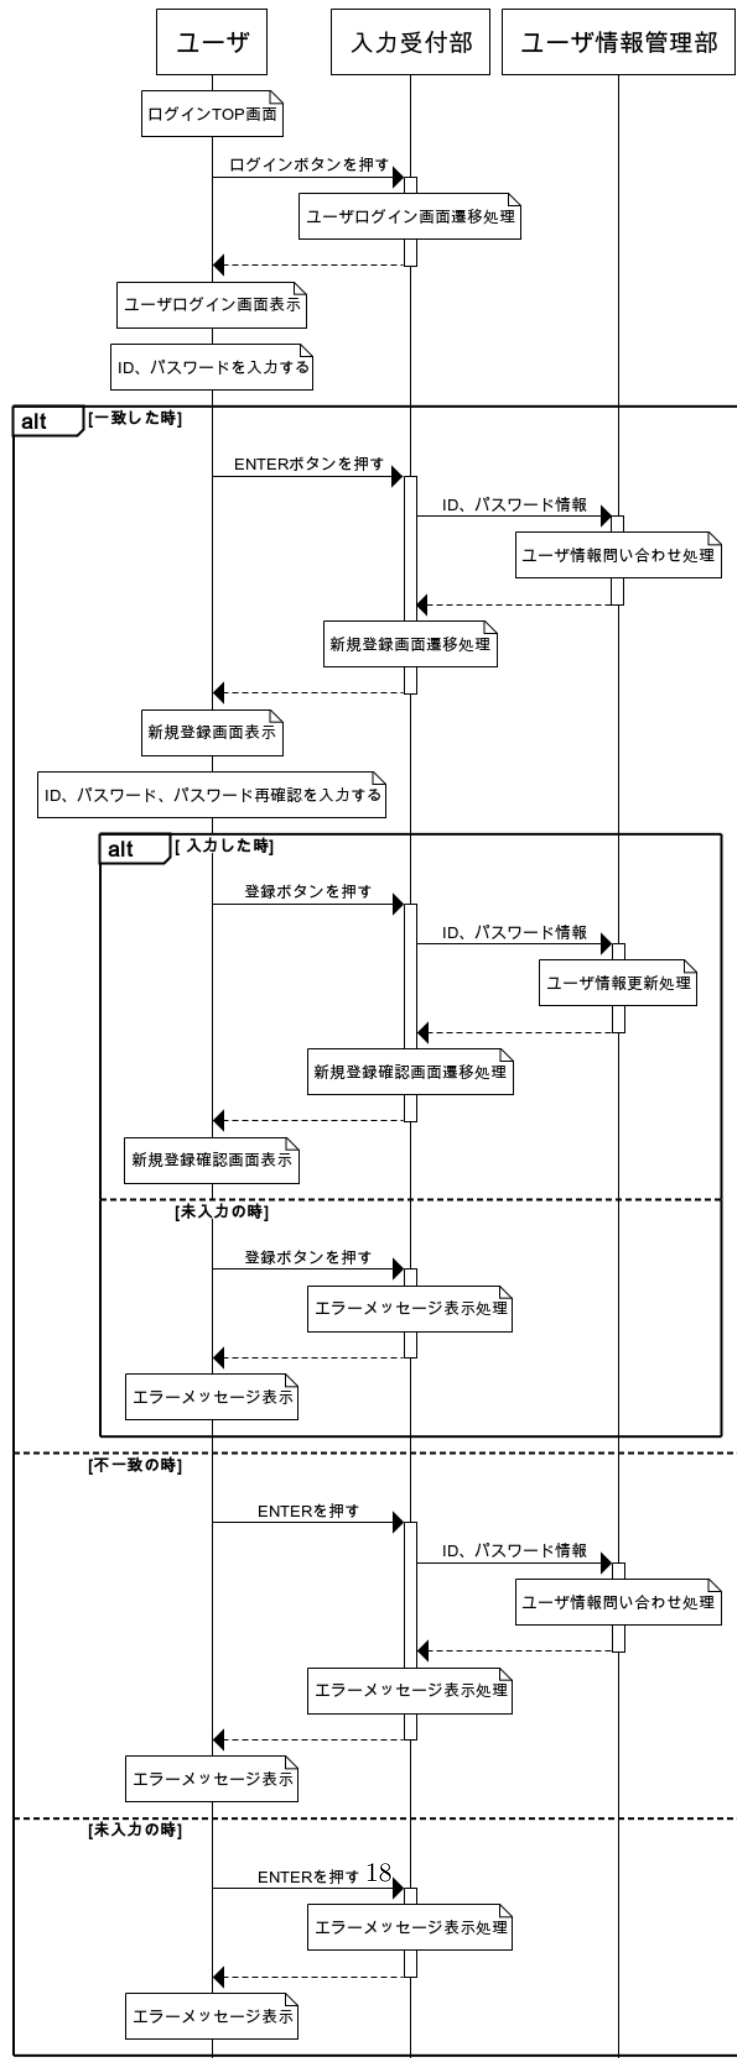 ユーザ
入力受付部
ユーザ情報管理部
ログインTOP画面
ログインボタンを押す
ユーザログイン画面遷移処理
ユーザログイン画面表示
ID、パスワードを入力する
alt
[一致した時]
ENTERボタンを押す
ID、パスワード情報
ユーザ情報問い合わせ処理
新規登録画面遷移処理
新規登録画面表示
ID、パスワード、パスワード再確認を入力する
alt
[ 入力した時]
登録ボタンを押す
ID、パスワード情報
ユーザ情報更新処理
新規登録確認画面遷移処理
新規登録確認画面表示
[未入力の時]
登録ボタンを押す
エラーメッセージ表示処理
エラーメッセージ表示
[不一致の時]
ENTERを押す
ID、パスワード情報
ユーザ情報問い合わせ処理
エラーメッセージ表示処理
エラーメッセージ表示
[未入力の時]
ENTERを押す
18
エラーメッセージ表示処理
エラーメッセージ表示